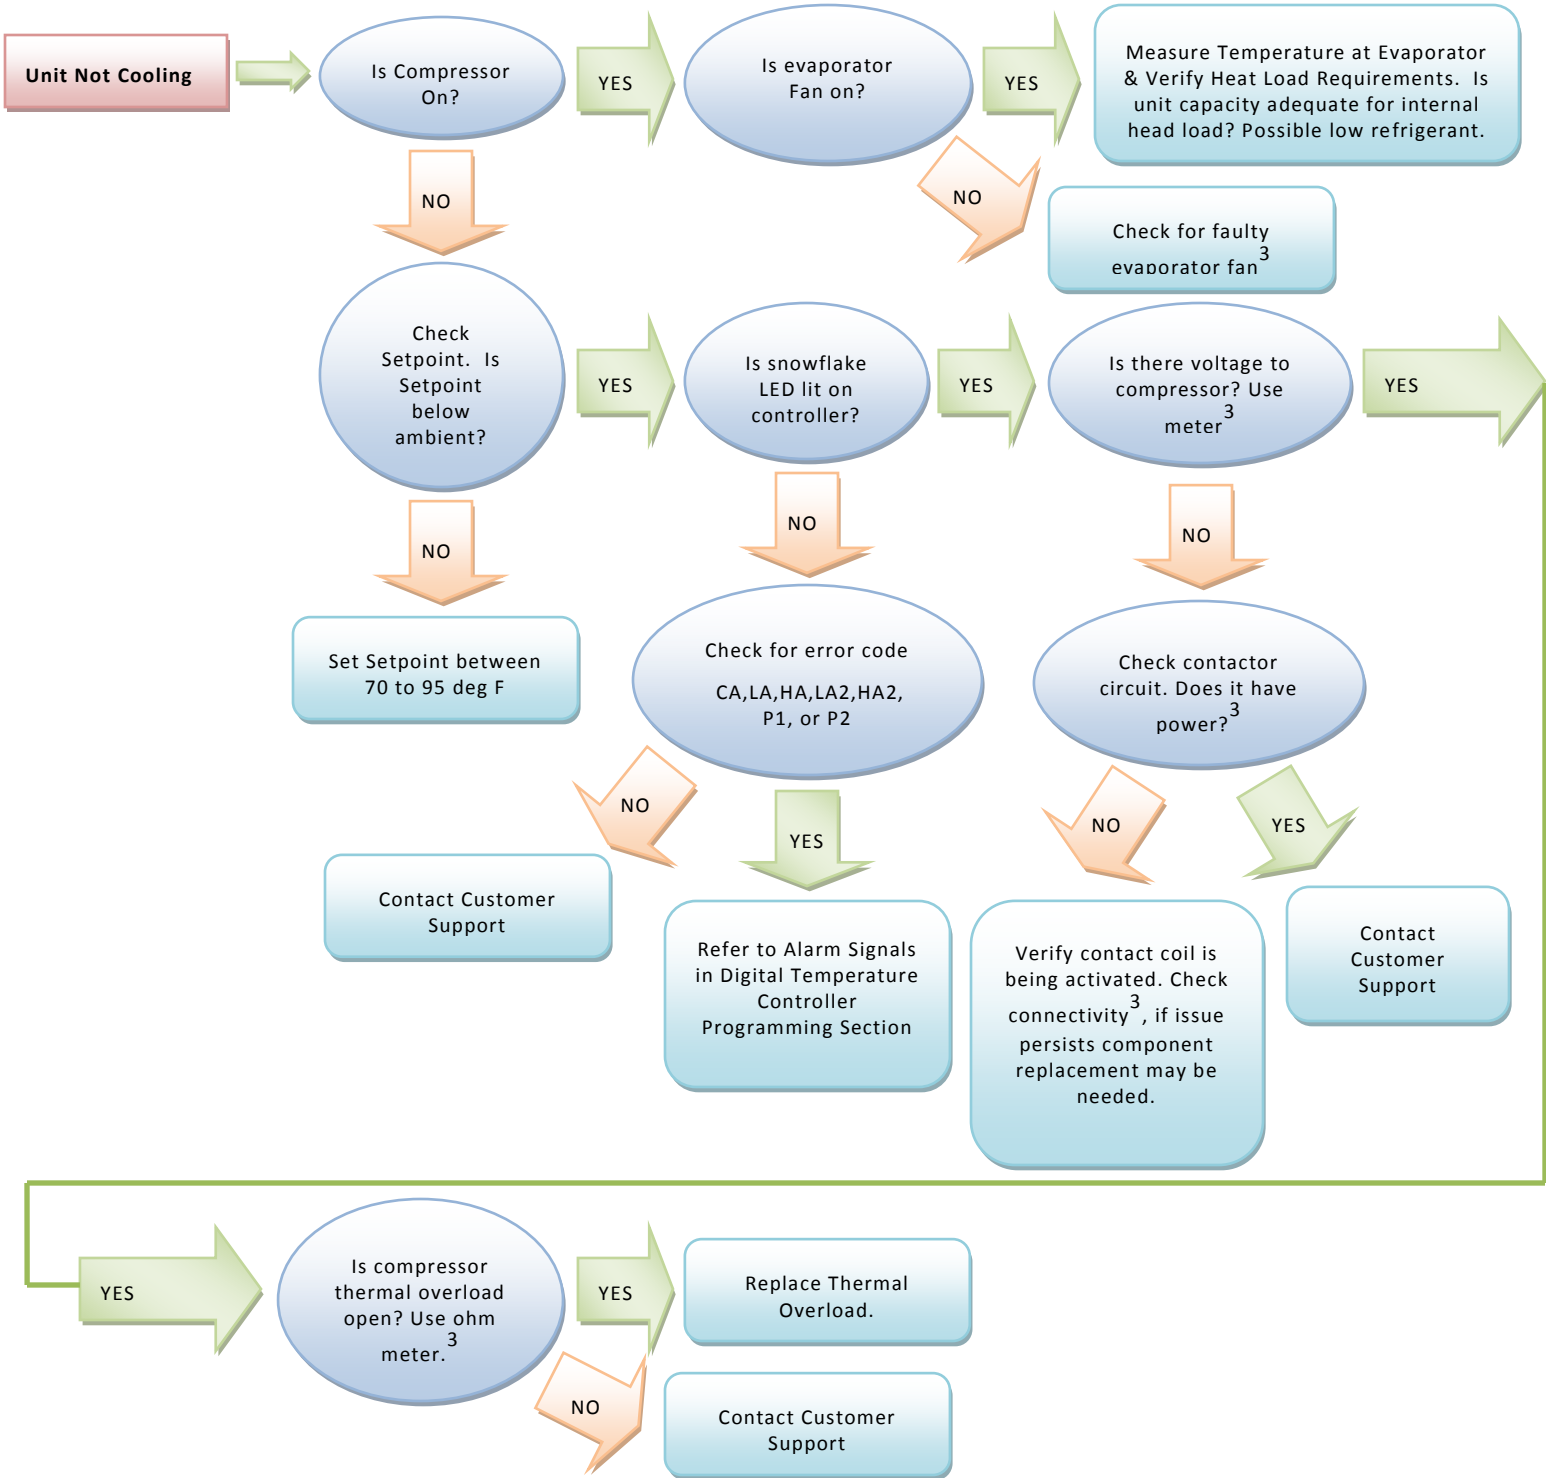 Unit Not Cooling
Is Compressor
On?
YES
Is evaporator
Fan on?
YES
Measure Temperature at Evaporator
& Verify Heat Load Requirements. Is
unit capacity adequate for internal
head load? Possible low refrigerant.
NO
NO
Check for faulty
evaporator fan3
Check
Setpoint. Is
Setpoint
below
ambient?
YES
Is snowflake
LED lit on
controller?
YES
Is there voltage to
compressor? Use
meter3
YES
NO
NO
NO
Set Setpoint between
70 to 95 deg F
Check for error code
CA,LA,HA,LA2,HA2,
P1, or P2
Check contactor
circuit. Does it have
power?3
NO
YES
NO
YES
Contact Customer
Support
Refer to Alarm Signals
in Digital Temperature
Controller
Programming Section
Verify contact coil is
being activated. Check
connectivity3, if issue
persists component
replacement may be
needed.
Contact
Customer
Support
YES
Is compressor
thermal overload
open? Use ohm
meter.3
YES
Replace Thermal
Overload.
NO
Contact Customer
Support